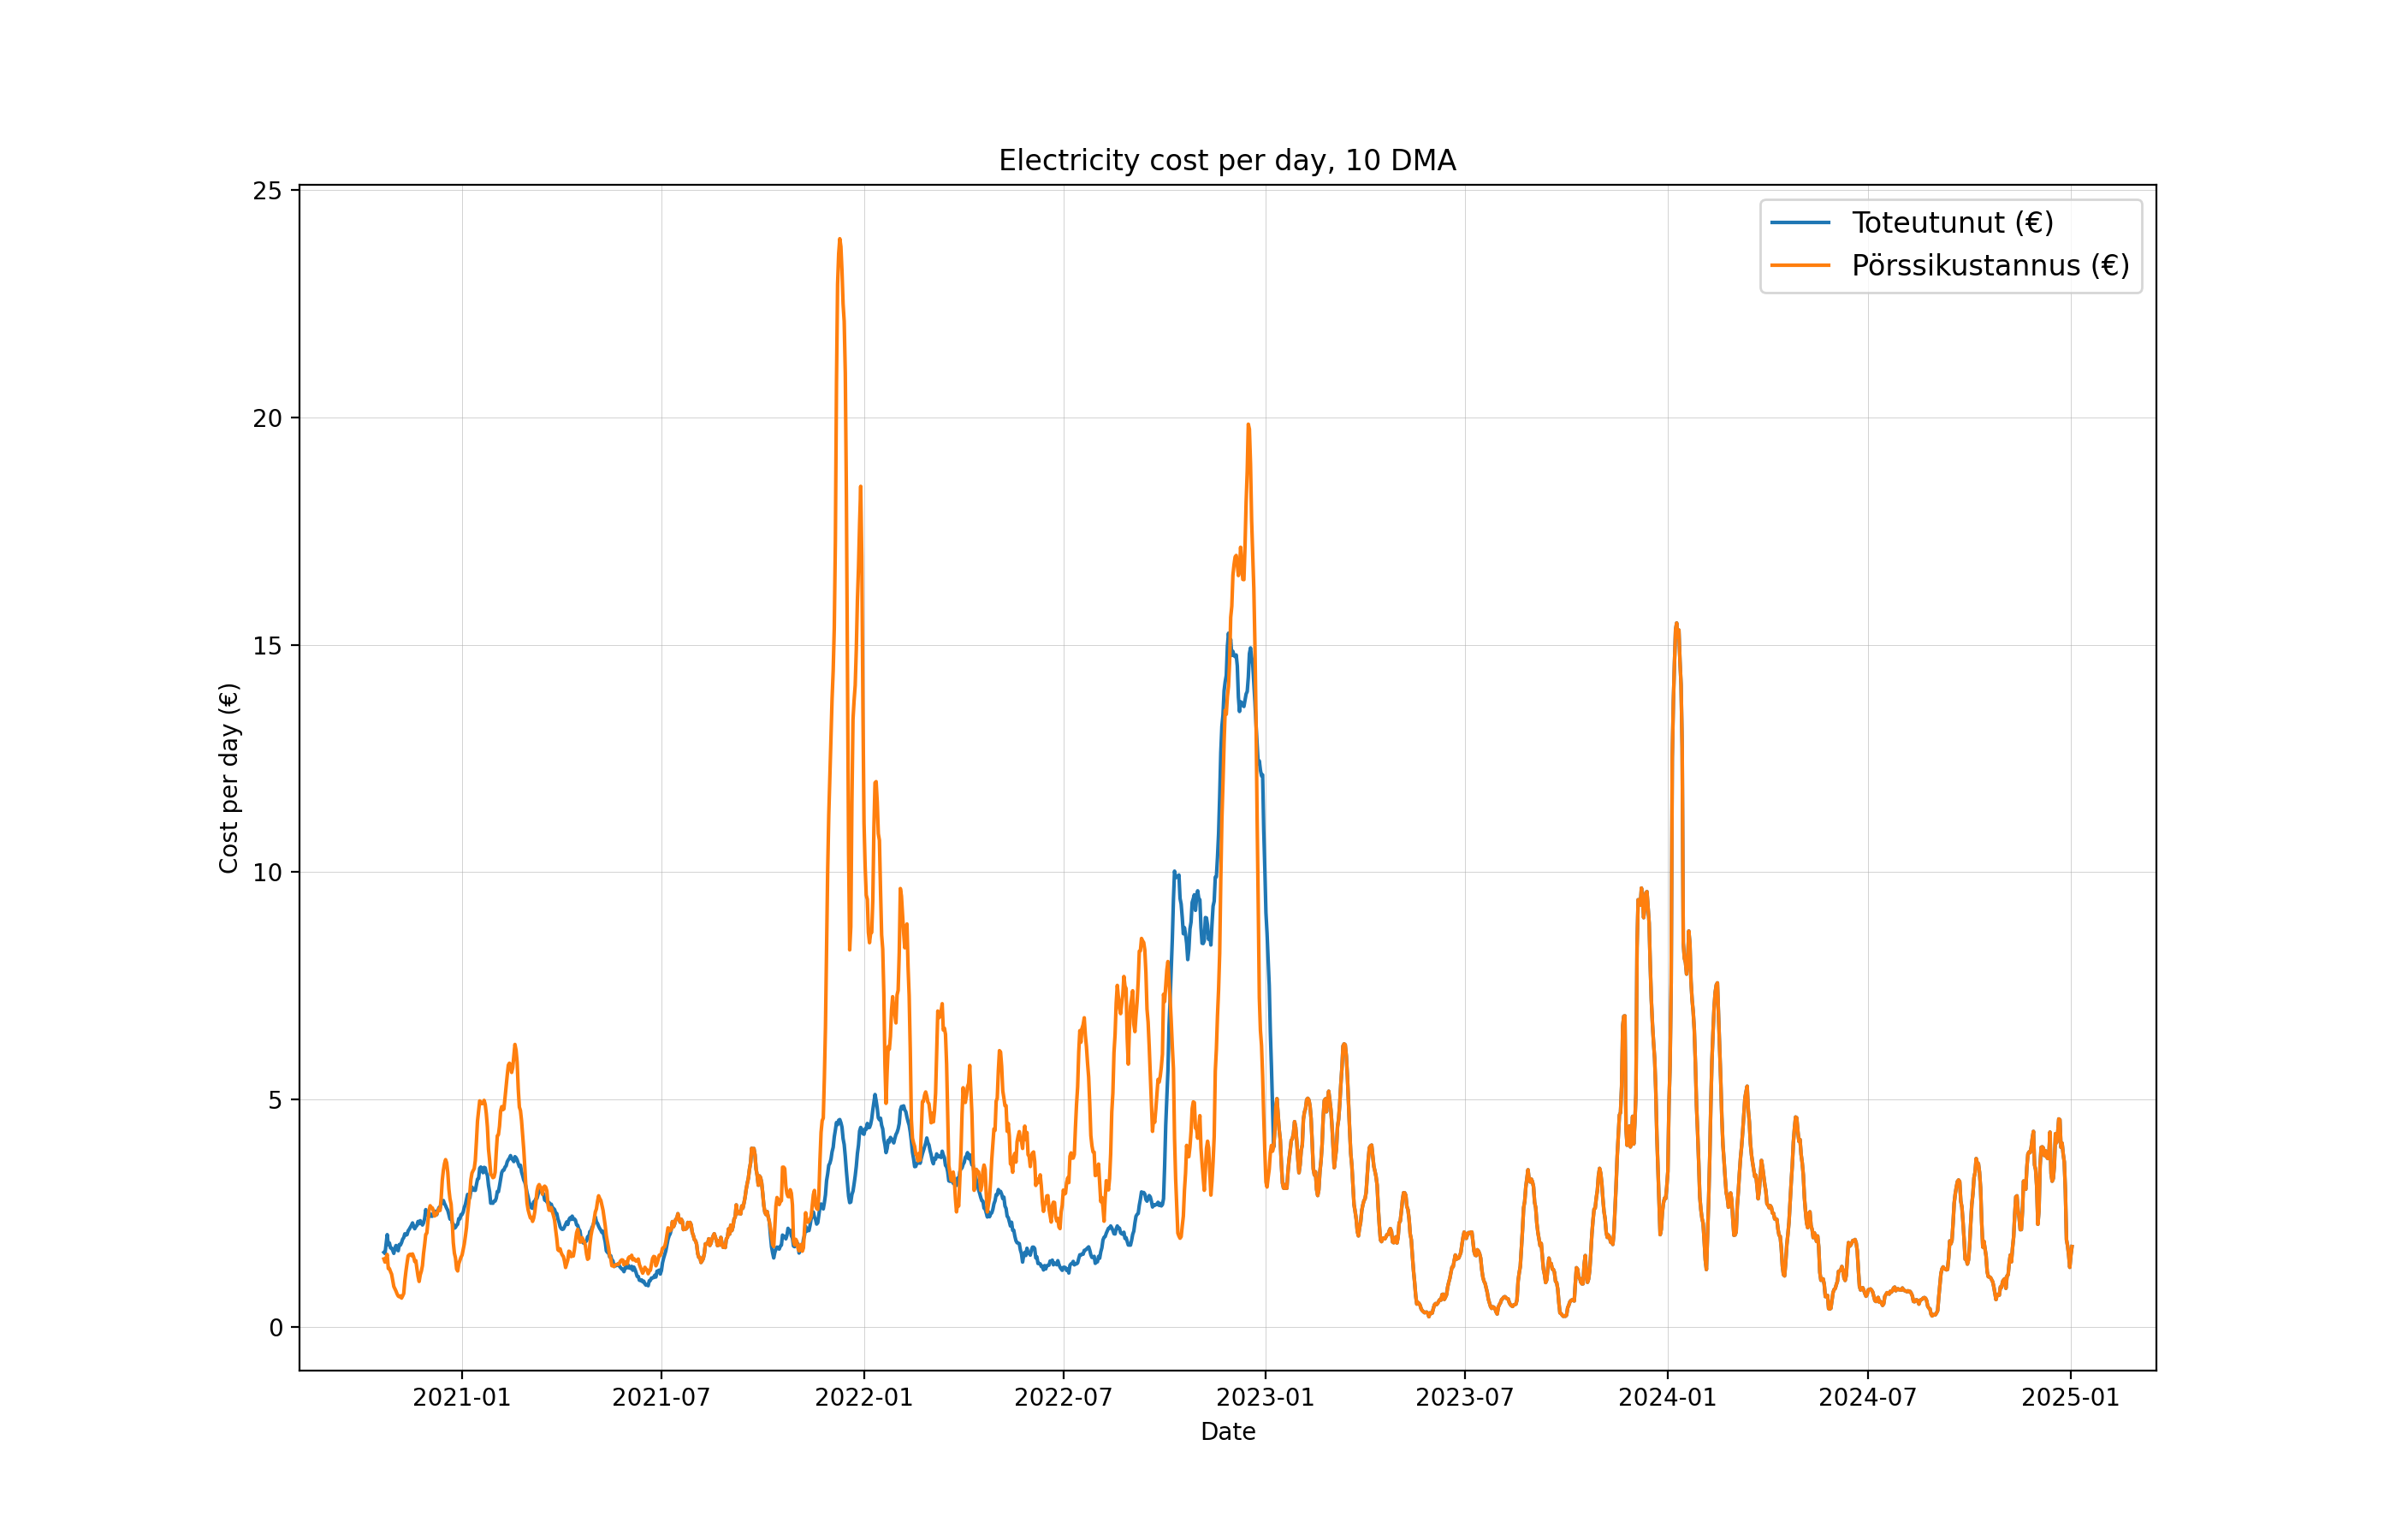 Electricity cost per day, 10 DMA
25
20
15
10
5
0
Cost per day (€)
Toteutunut (€)
Pörssikustannus (€)
2021-01 2021-07 2022-01 2022-07 2023-01 2023-07 2024-01 2024-07 2025-01
Date